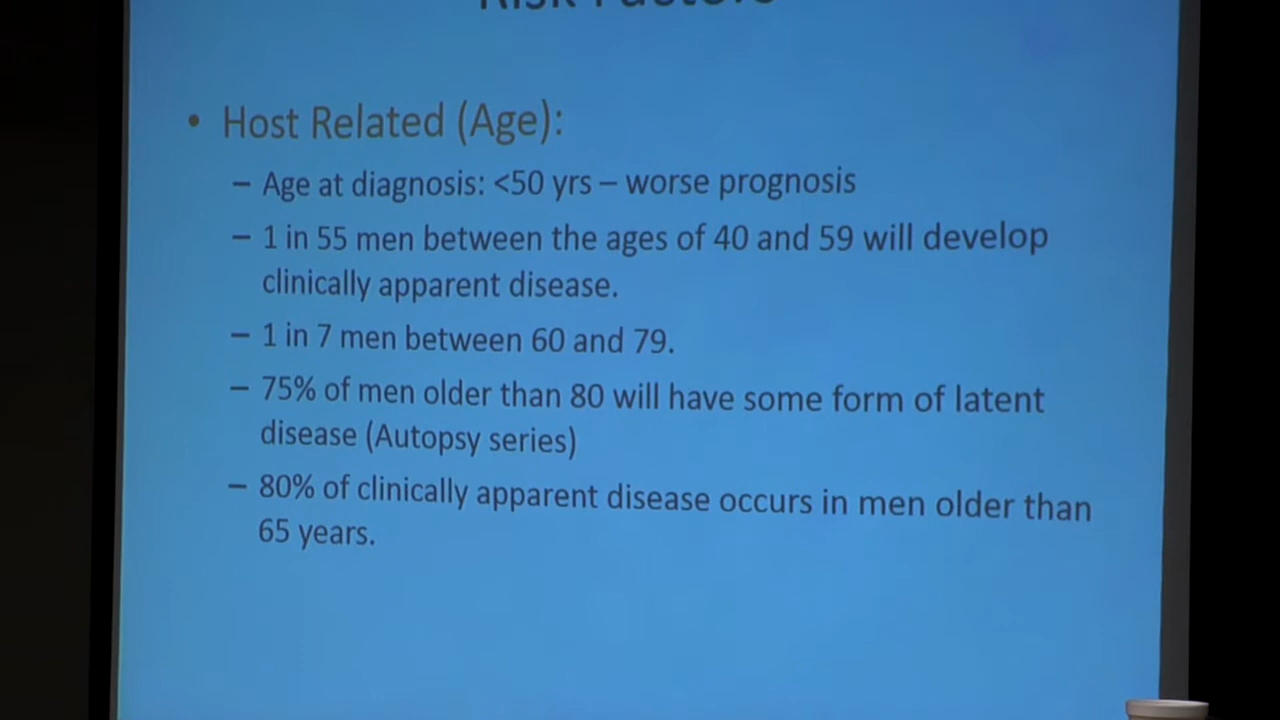 Risk Factors
• Host Related (Age):
– Age at diagnosis: <50 yrs – worse prognosis
– 1 in 55 men between the ages of 40 and 59 will develop
clinically apparent disease.
– 1 in 7 men between 60 and 79.
– 75% of men older than 80 will have some form of latent
disease (Autopsy series)
– 80% of clinically apparent disease occurs in men older than
65 years.